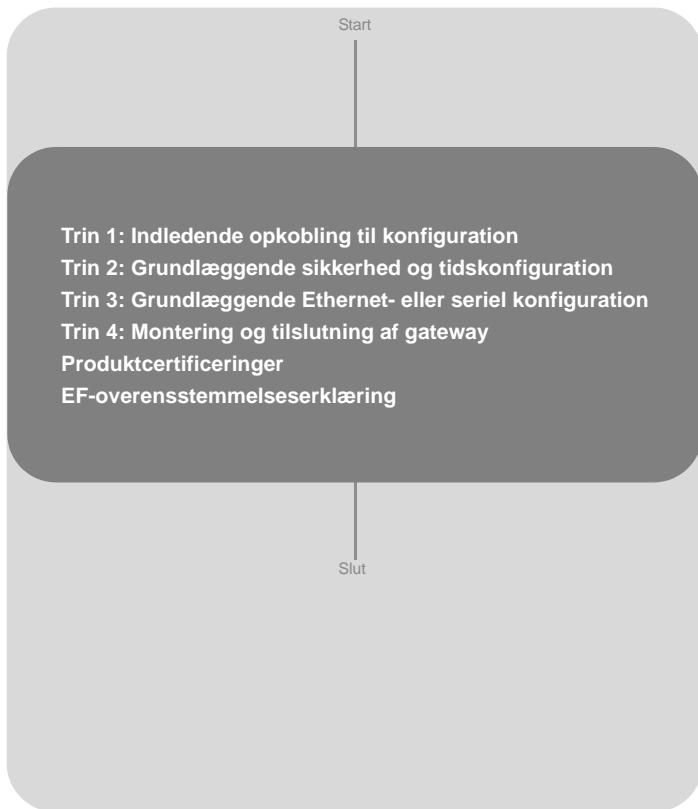 Start
Trin 1: Indledende opkobling til konfiguration
Trin 2: Grundlæggende sikkerhed og tidskonfiguration
Trin 3: Grundlæggende Ethernet- eller seriel konfiguration
Trin 4: Montering og tilslutning af gateway
Produktcertificeringer
EF-overensstemmelseserklæring
Slut